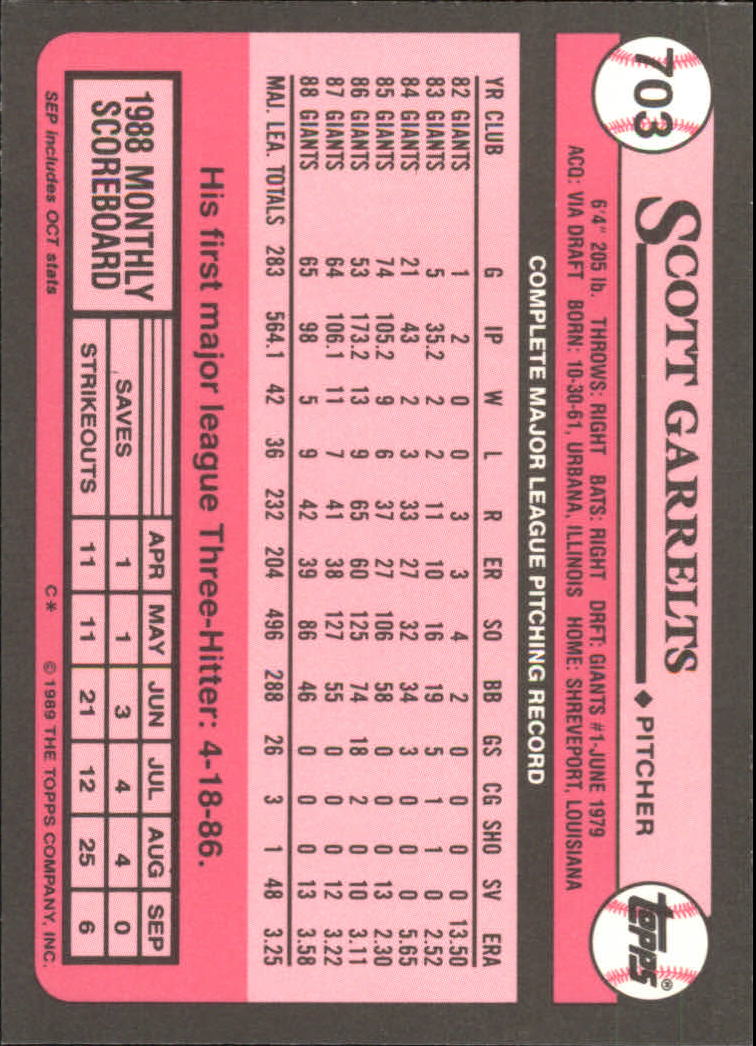 703
SCOTT GARRELTS
◆ PITCHER
TOPPS®
6'4" 205 lb. THROWS: RIGHT BATS: RIGHT DRFT: GIANTS #1-JUNE 1979
ACQ: VIA DRAFT BORN: 10-30-61, URBANA, ILLINOIS HOME: SHREVEPORT, LOUISIANA
COMPLETE MAJOR LEAGUE PITCHING RECORD
YR CLUB G IP W L R ER SO BB GS CG SHO SV ERA
82 GIANTS 1 2 0 0 3 3 4 2 0 0 0 0 13.50
83 GIANTS 5 35.2 2 2 11 10 16 19 5 1 1 0 2.52
84 GIANTS 21 43 2 3 33 27 32 34 3 0 0 0 5.65
85 GIANTS 74 105.2 9 6 37 27 106 58 0 0 0 13 2.30
86 GIANTS 53 173.2 13 9 65 60 125 74 18 2 0 10 3.11
87 GIANTS 64 106.1 11 7 41 38 127 55 0 0 0 12 3.22
88 GIANTS 65 98 5 9 42 39 86 46 0 0 0 13 3.58
MAJ. LEA. TOTALS 283 564.1 42 36 232 204 496 288 26 3 1 48 3.25
His first major league Three-Hitter: 4-18-86.
1988 MONTHLY
SCOREBOARD
APR MAY JUN JUL AUG SEP
SAVES 1 1 3 4 4 0
STRIKEOUTS 11 11 21 12 25 6
SEP includes OCT stats C* © 1989 THE TOPPS COMPANY, INC.